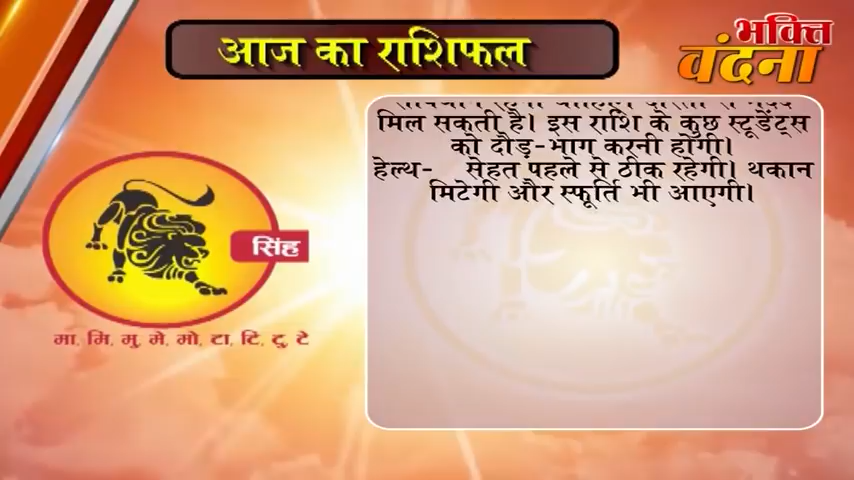 आज का राशिफल
भक्ति
वंदना
मिल सकती है। इस राशि के कुछ स्टूडेंट्स
को दौड़-भाग करनी होगी।
हेल्थ- सेहत पहले से ठीक रहेगी। थकान
मिटेगी और स्फूर्ति भी आएगी।
सिंह
मा, मि, मु, मे, मो, टा, टि, टु, टे